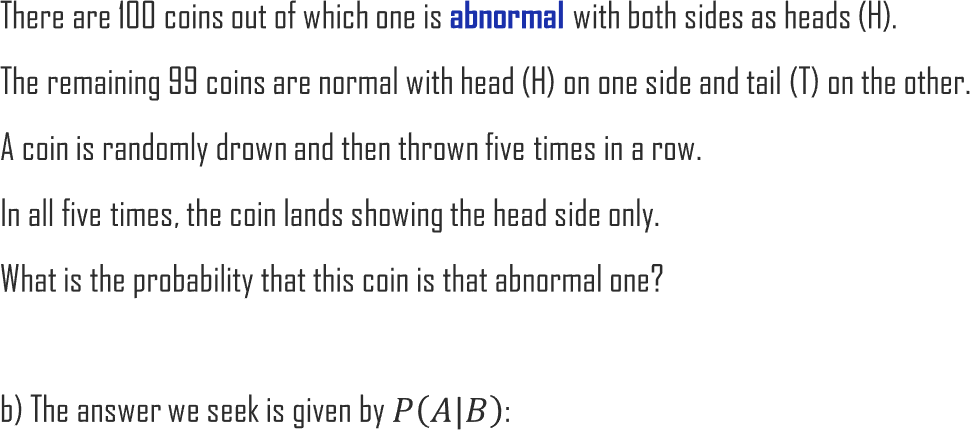 There are 100 coins out of which one is abnormal with both sides as heads (H).
The remaining 99 coins are normal with head (H) on one side and tail (T) on the other.
A coin is randomly drown and then thrown five times in a row.
In all five times, the coin lands showing the head side only.
What is the probability that this coin is that abnormal one?
b) The answer we seek is given by P(A|B):